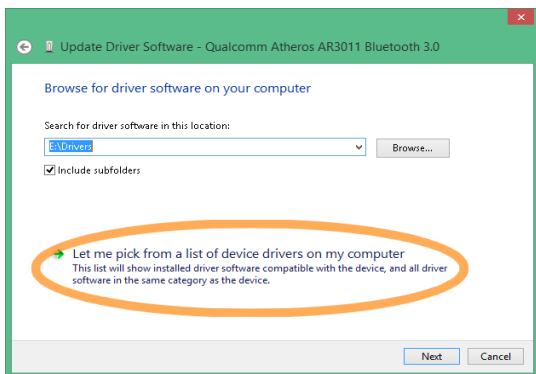 Update Driver Software - Qualcomm Atheros AR3011 Bluetooth 3.0
Browse for driver software on your computer
Search for driver software in this location:
E:\Drivers
Browse...
Include subfolders
Let me pick from a list of device drivers on my computer
This list will show installed driver software compatible with the device, and all driver
software in the same category as the device.
Next Cancel